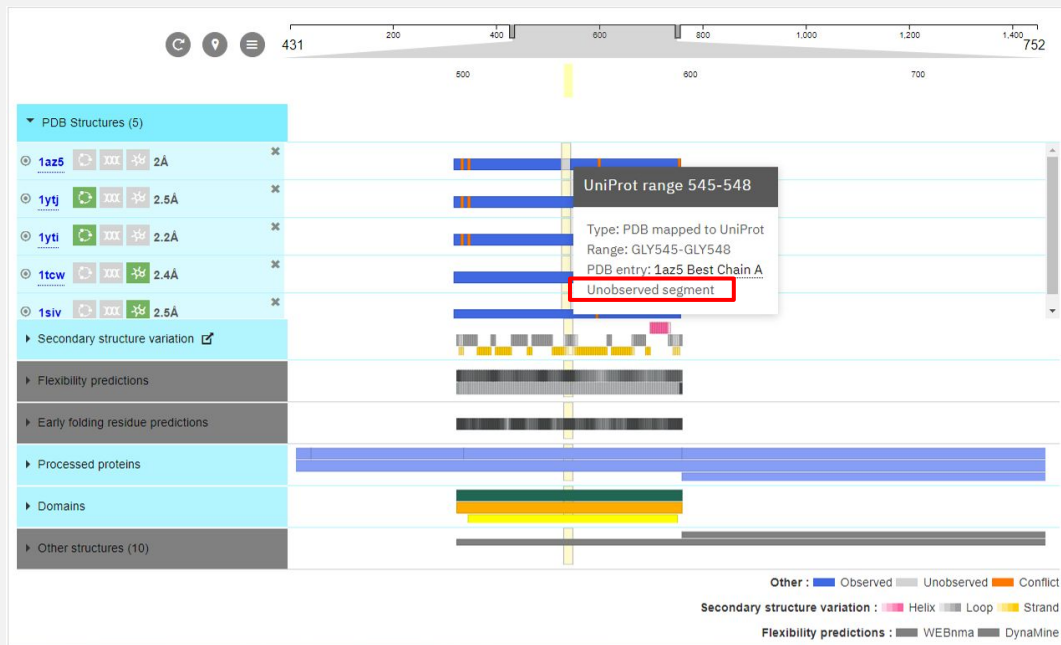 200 400 600 800 1,000 1,200 1,400
431 752
500 600 700
PDB Structures (5)
1az5 2Å
1ytj 2.5Å
1yti 2.2Å
1tcw 2.4Å
1siv 2.5Å
UniProt range 545-548
Type: PDB mapped to UniProt
Range: GLY545-GLY548
PDB entry: 1az5 Best Chain A
Unobserved segment
Secondary structure variation
Flexibility predictions
Early folding residue predictions
Processed proteins
Domains
Other structures (10)
Other : Observed Unobserved Conflict
Secondary structure variation : Helix Loop Strand
Flexibility predictions : WEBnma DynaMine